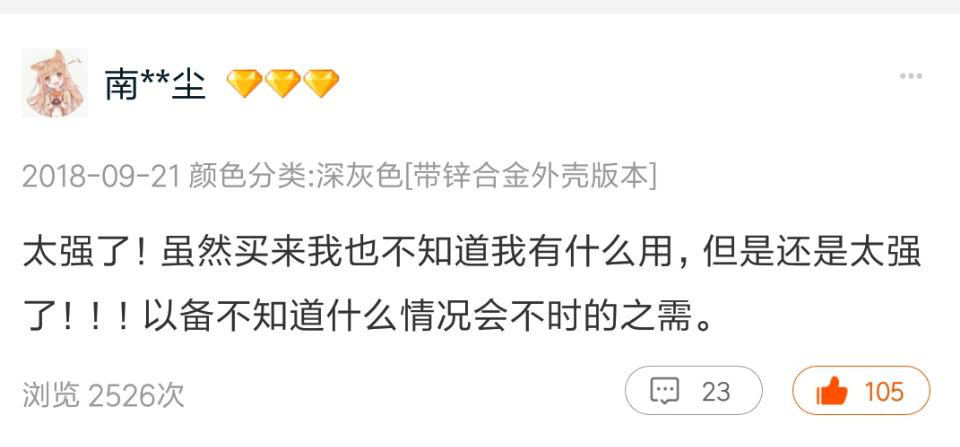 南**尘
2018-09-21 颜色分类:深灰色[带锌合金外壳版本]
太强了！虽然买来我也不知道我有什么用，但是还是太强
了！！！以备不知道什么情况会不时的之需。
浏览 2526次
23
105